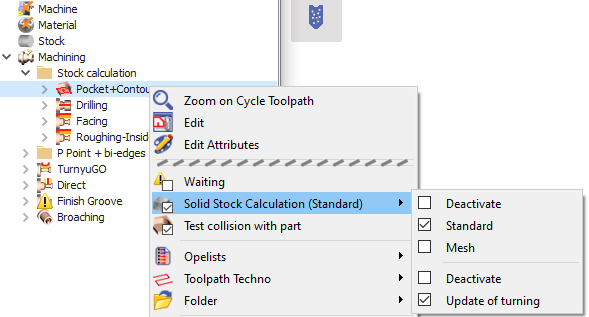 Machine
Material
Stock
Machining
Stock calculation
Pocket+Contou
Drilling
Facing
Roughing-Inside
P Point + bi-edges
TurnyuGO
Direct
Finish Groove
Broaching
Zoom on Cycle Toolpath
Edit
Edit Attributes
Waiting
Solid Stock Calculation (Standard)
Test collision with part
Opelists
Toolpath Techno
Folder
Deactivate
Standard
Mesh
Deactivate
Update of turning